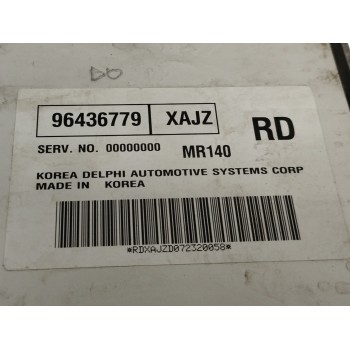 DO
96436779 XAJZ RD
SERV. NO. 00000000 MR140
KOREA DELPHI AUTOMOTIVE SYSTEMS CORP
MADE IN KOREA
*RDXAJZD072320058*